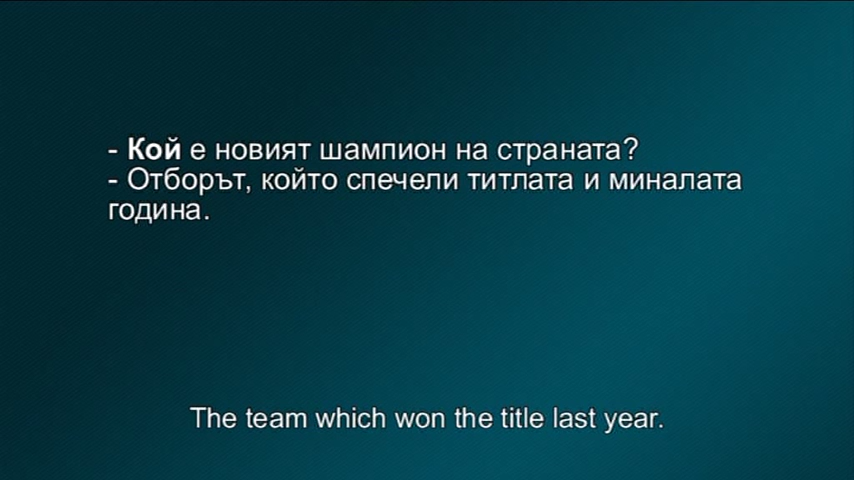 - Кой е новият шампион на страната?
- Отборът, който спечели титлата и миналата
година.
The team which won the title last year.